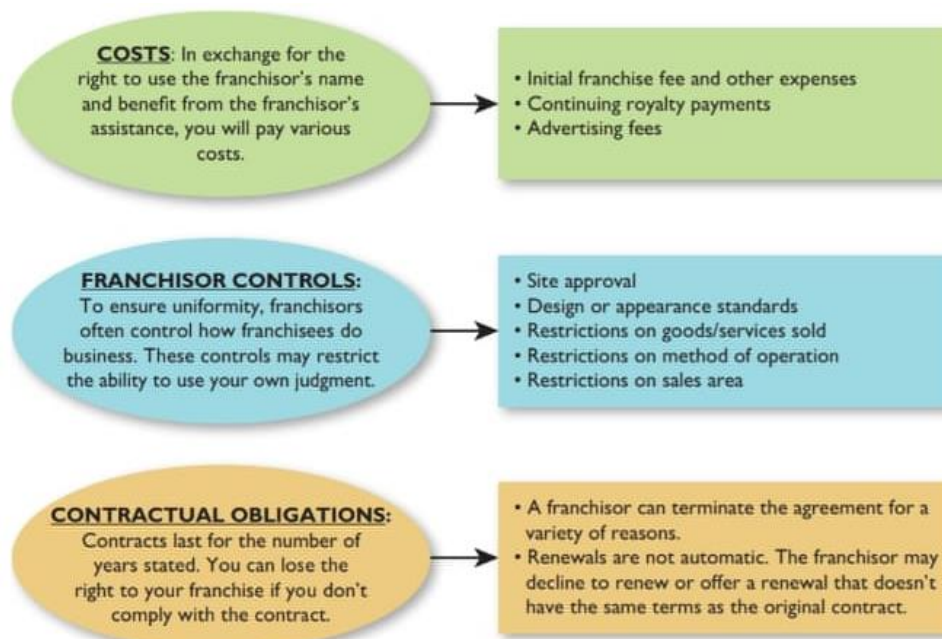 COSTS: In exchange for the
right to use the franchisor's name
and benefit from the franchisor's
assistance, you will pay various
costs.
• Initial franchise fee and other expenses
• Continuing royalty payments
• Advertising fees
FRANCHISOR CONTROLS:
To ensure uniformity, franchisors
often control how franchisees do
business. These controls may restrict
the ability to use your own judgment.
• Site approval
• Design or appearance standards
• Restrictions on goods/services sold
• Restrictions on method of operation
• Restrictions on sales area
CONTRACTUAL OBLIGATIONS:
Contracts last for the number of
years stated. You can lose the
right to your franchise if you don't
comply with the contract.
• A franchisor can terminate the agreement for a
variety of reasons.
• Renewals are not automatic. The franchisor may
decline to renew or offer a renewal that doesn't
have the same terms as the original contract.